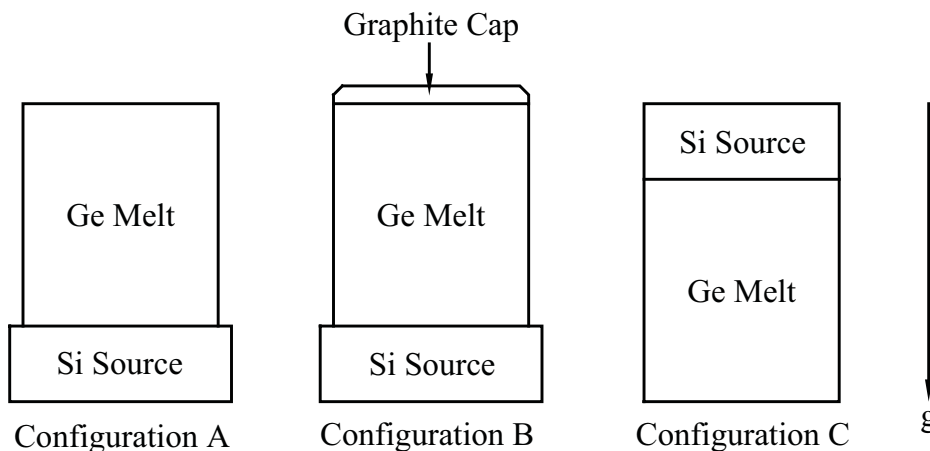 Graphite Cap
Ge Melt
Si Source
Configuration A
Ge Melt
Si Source
Configuration B
Si Source
Ge Melt
Configuration C
g